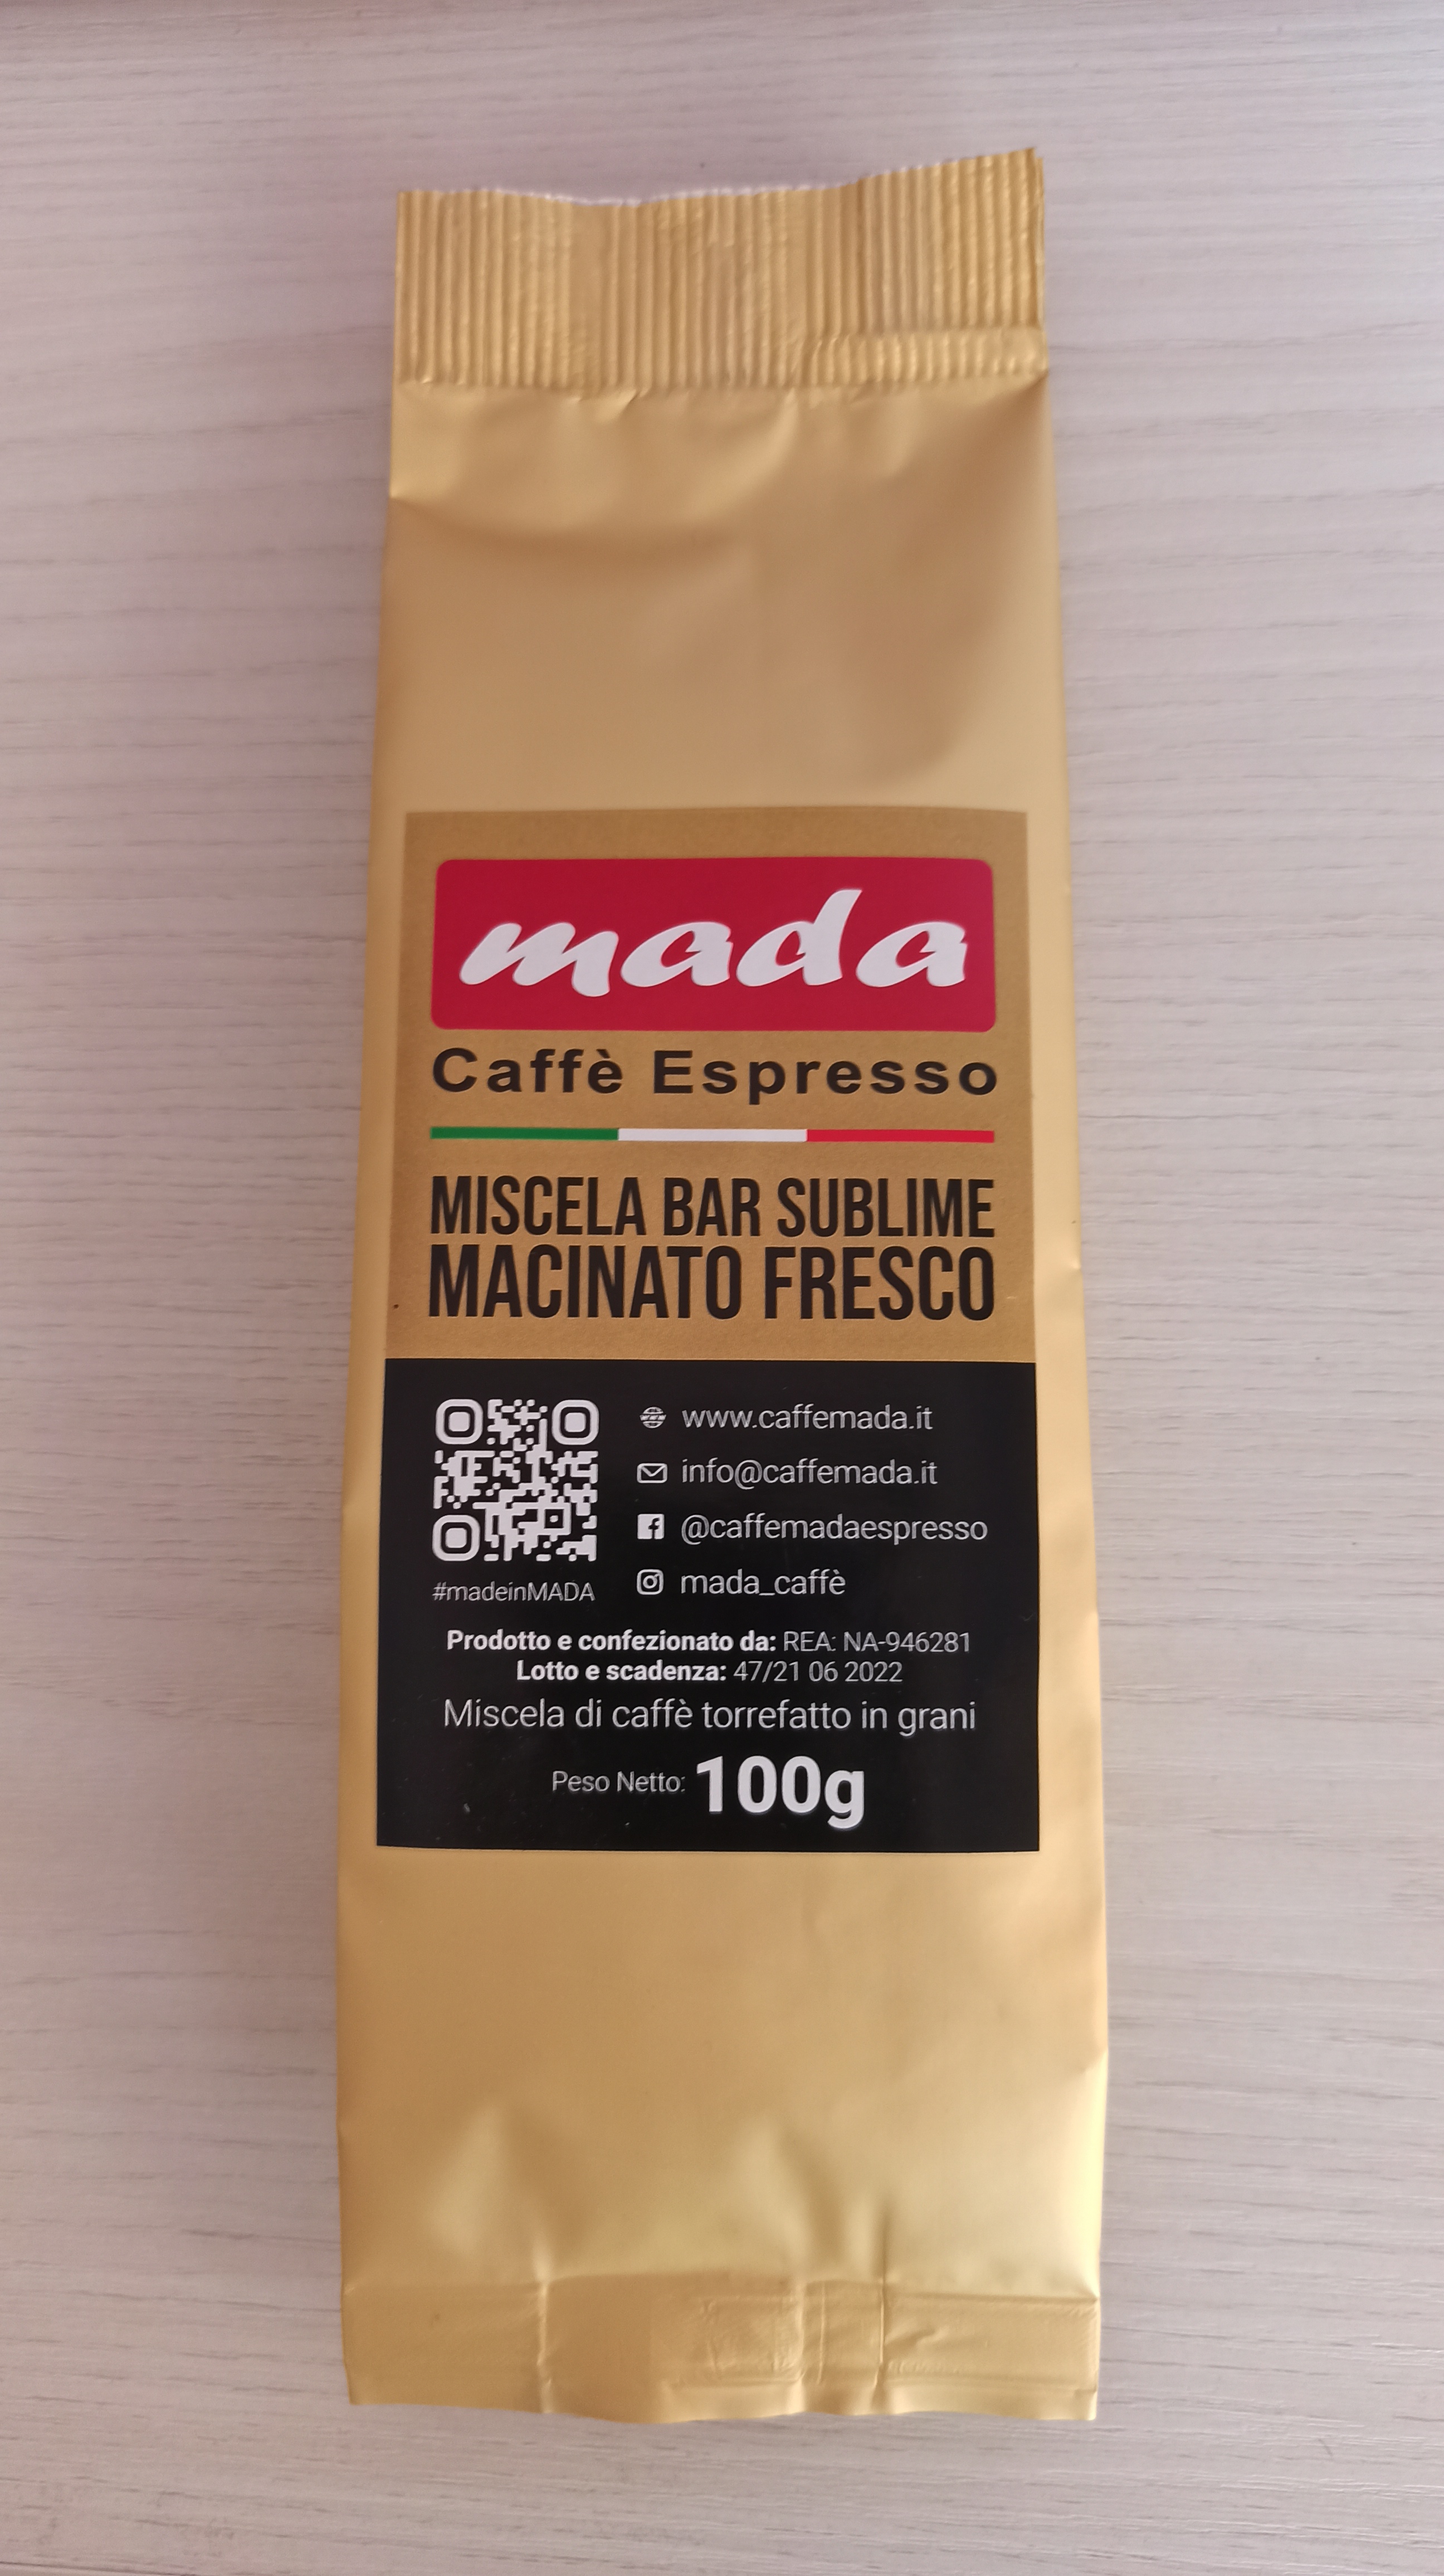 mada
Caffè Espresso
MISCELA BAR SUBLIME
MACINATO FRESCO
www.caffemada.it
info@caffemada.it
@caffemadaespresso
mada_caffè
#madeinMADA
Prodotto e confezionato da: REA: NA-946281
Lotto e scadenza: 47/21 06 2022
Miscela di caffè torrefatto in grani
Peso Netto: 100g